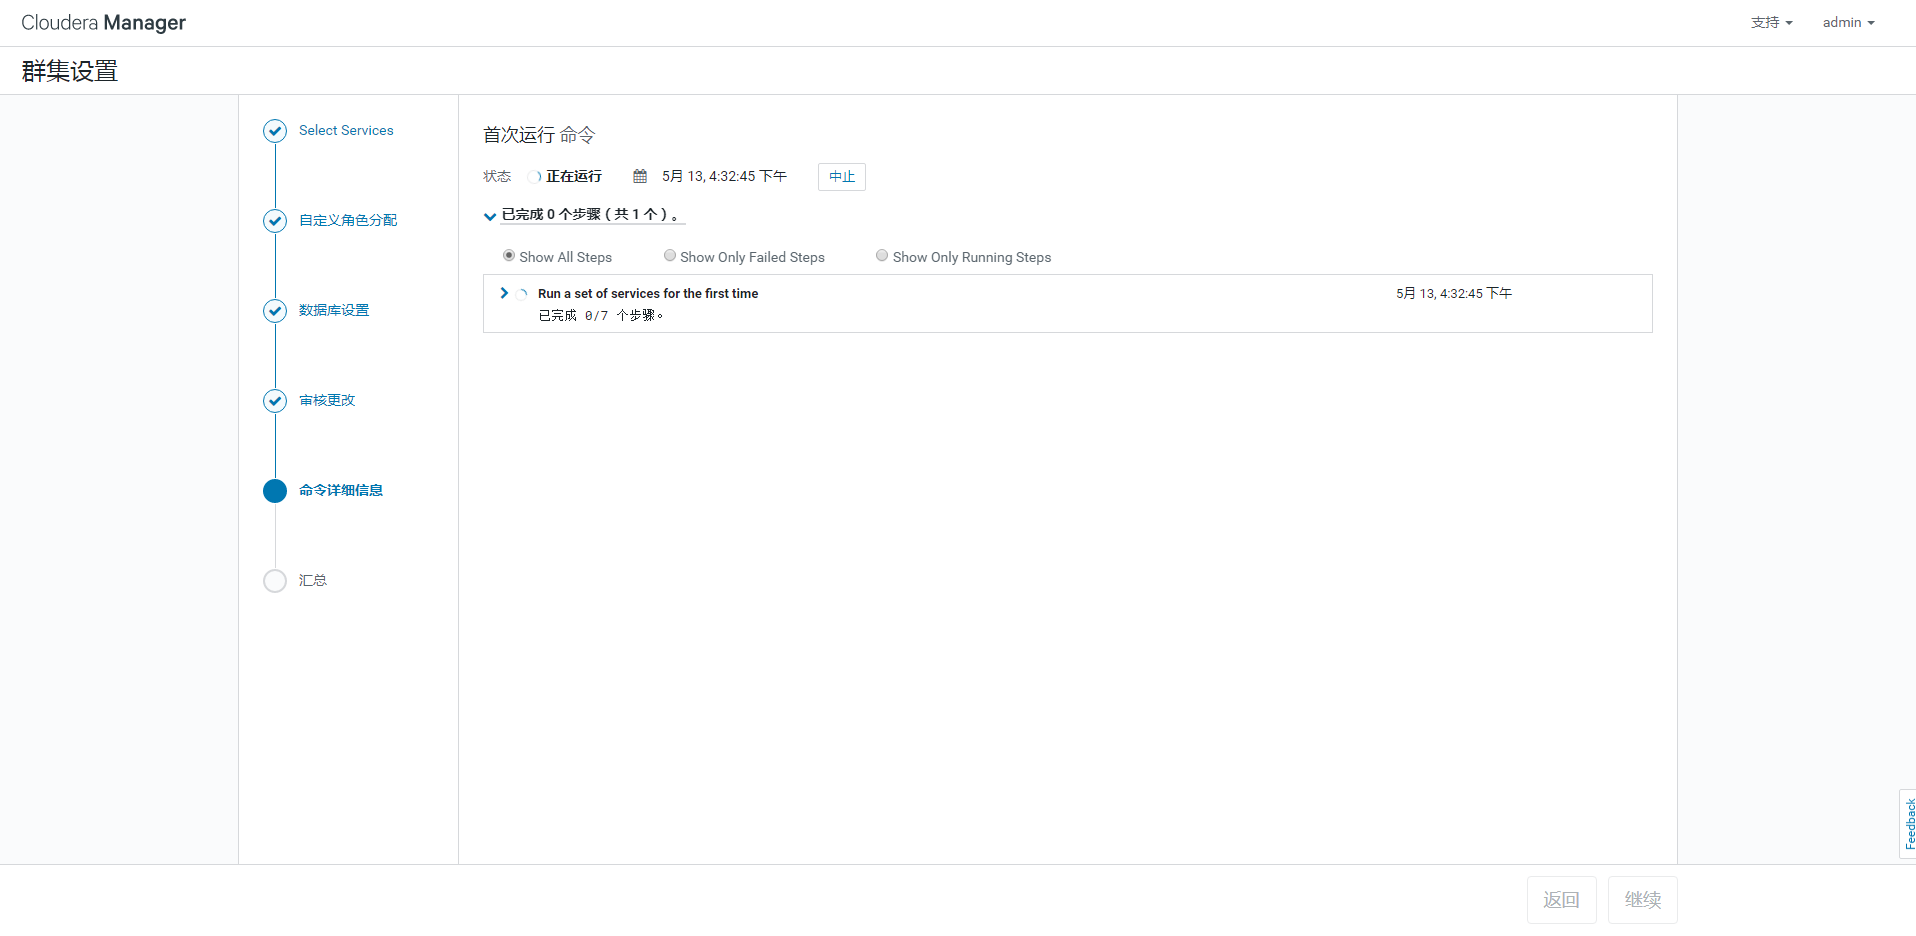 Cloudera Manager
支持 admin
群集设置
Select Services
自定义角色分配
数据库设置
审核更改
命令详细信息
汇总
首次运行 命令
状态 正在运行 5月 13, 4:32:45 下午 中止
已完成 0 个步骤（共 1 个）。
Show All Steps Show Only Failed Steps Show Only Running Steps
Run a set of services for the first time 5月 13, 4:32:45 下午
已完成 0/7 个步骤。
Feedback
返回 继续